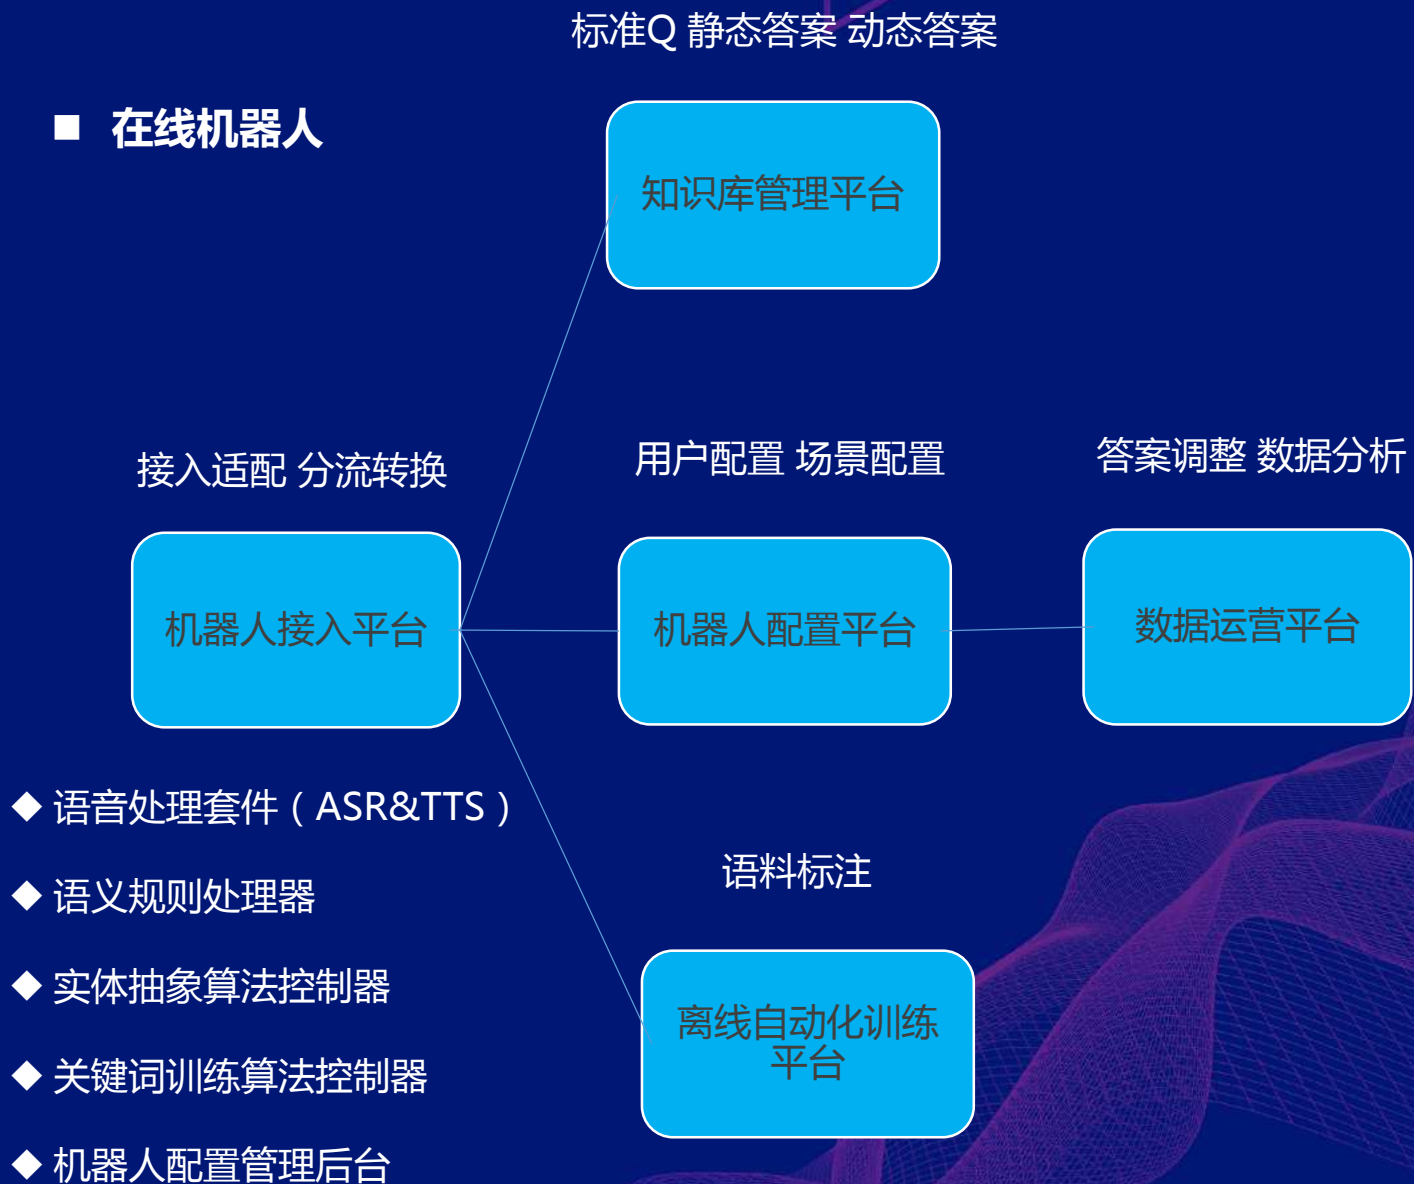 标准Q 静态答案 动态答案
■ 在线机器人
知识库管理平台
接入适配 分流转换
用户配置 场景配置
答案调整 数据分析
机器人接入平台
机器人配置平台
数据运营平台
◆ 语音处理套件（ASR&TTS）
◆ 语义规则处理器
◆ 实体抽象算法控制器
◆ 关键词训练算法控制器
◆ 机器人配置管理后台
语料标注
离线自动化训练
平台